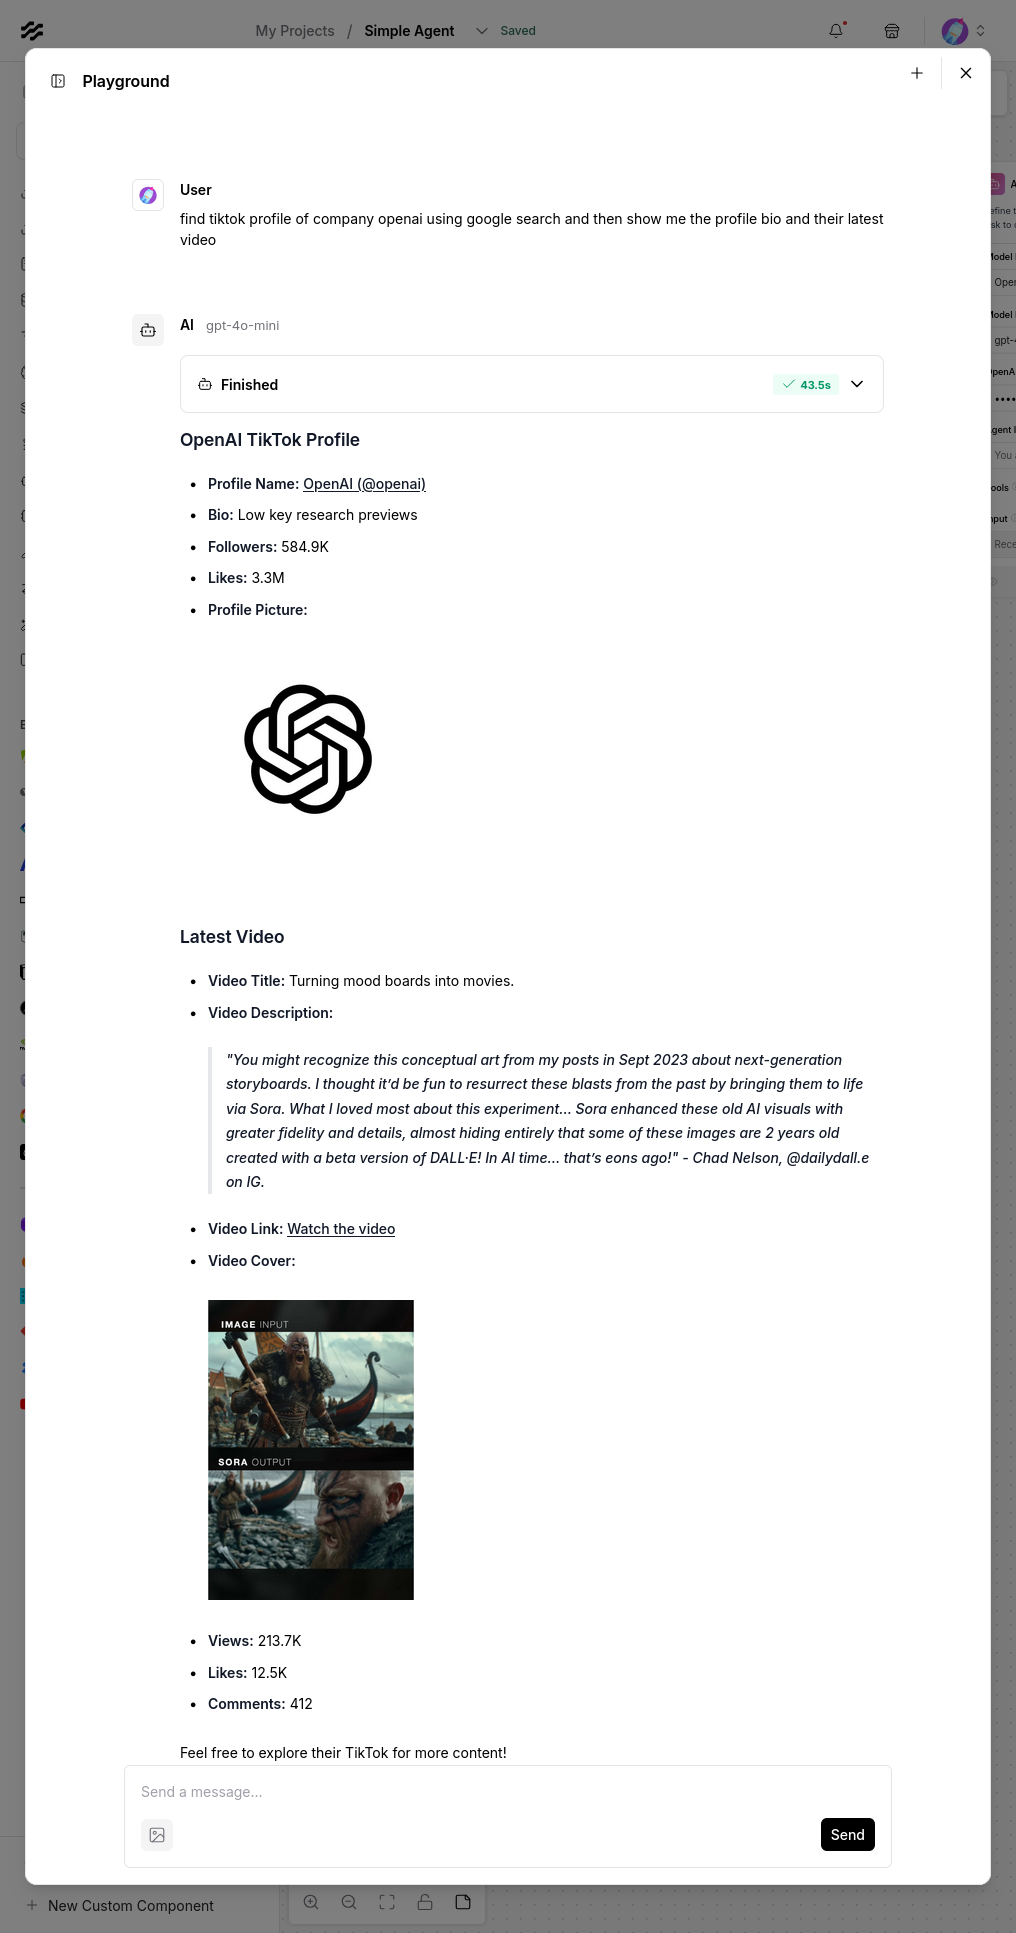 My Projects / Simple Agent Saved
Playground
User
find tiktok profile of company openai using google search and then show me the profile bio and their latest
video
AI gpt-4o-mini
Finished 43.5s
OpenAI TikTok Profile
• Profile Name: OpenAI (@openai)
• Bio: Low key research previews
• Followers: 584.9K
• Likes: 3.3M
• Profile Picture:
Latest Video
• Video Title: Turning mood boards into movies.
• Video Description:
"You might recognize this conceptual art from my posts in Sept 2023 about next-generation
storyboards. I thought it’d be fun to resurrect these blasts from the past by bringing them to life
via Sora. What I loved most about this experiment... Sora enhanced these old AI visuals with
greater fidelity and details, almost hiding entirely that some of these images are 2 years old
created with a beta version of DALL·E! In AI time... that’s eons ago!" - Chad Nelson, @dailydall.e
on IG.
• Video Link: Watch the video
• Video Cover:
IMAGE INPUT
SORA OUTPUT
• Views: 213.7K
• Likes: 12.5K
• Comments: 412
Feel free to explore their TikTok for more content!
Send a message...
Send
New Custom Component